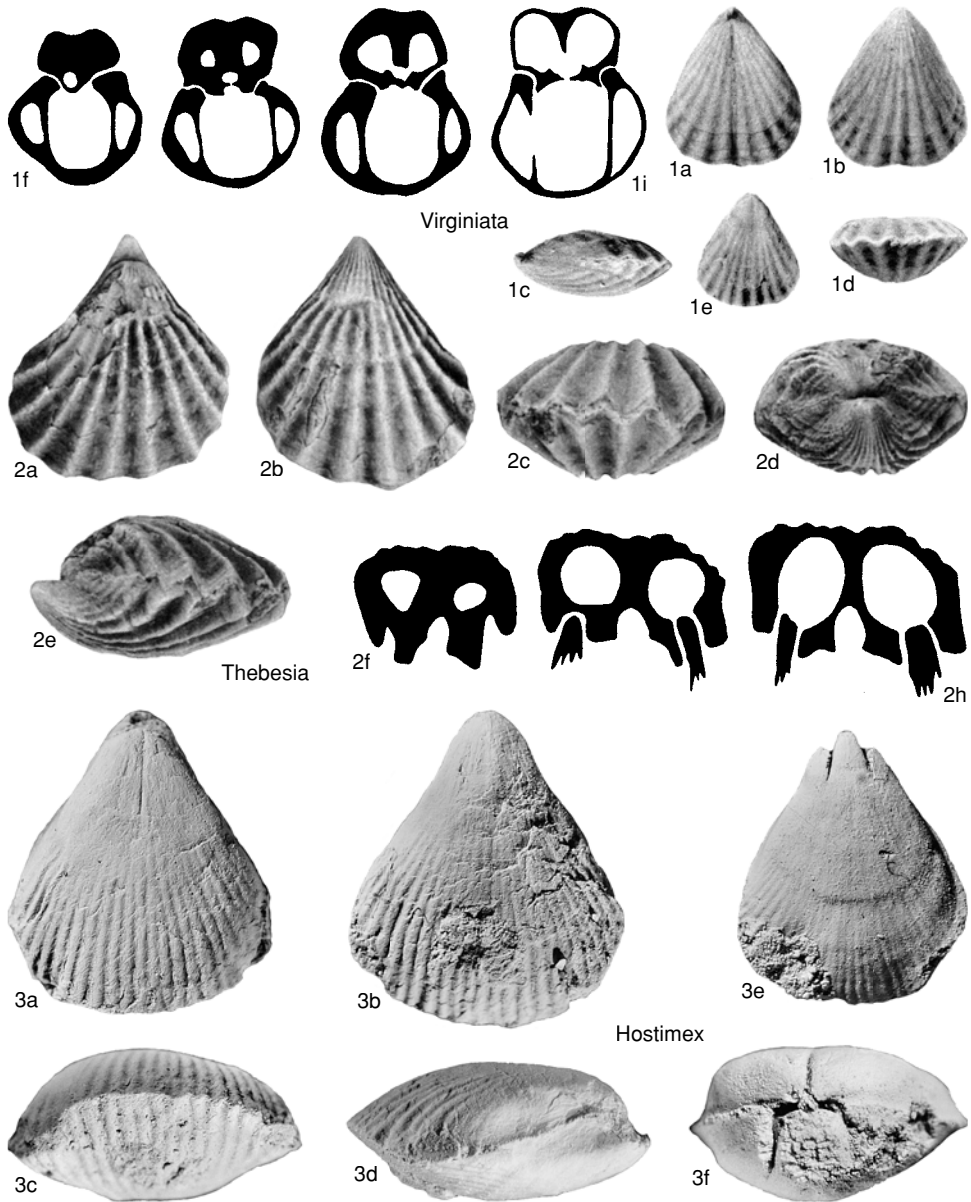 1f
1i
1a
1b
Virginiata
1c
1e
1d
2a
2b
2c
2d
2e
Thebesia
2f
2h
3a
3b
3e
Hostimex
3c
3d
3f